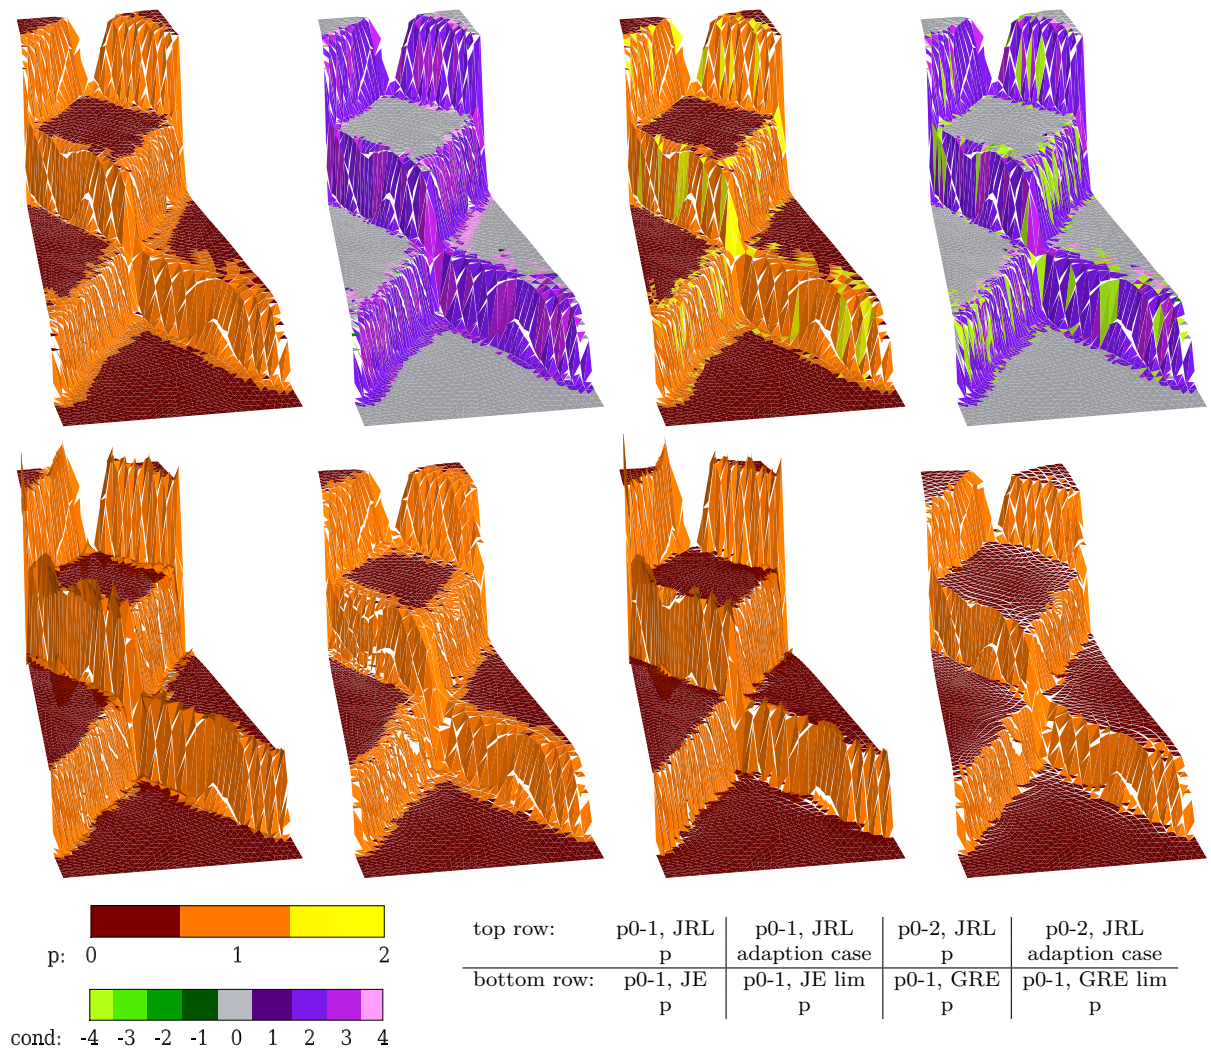 p: 0 1 2
cond: -4 -3 -2 -1 0 1 2 3 4
top row: p0-1, JRL p0-1, JRL p0-2, JRL p0-2, JRL
p adaption case p adaption case
bottom row: p0-1, JE p0-1, JE lim p0-1, GRE p0-1, GRE lim
p p p p